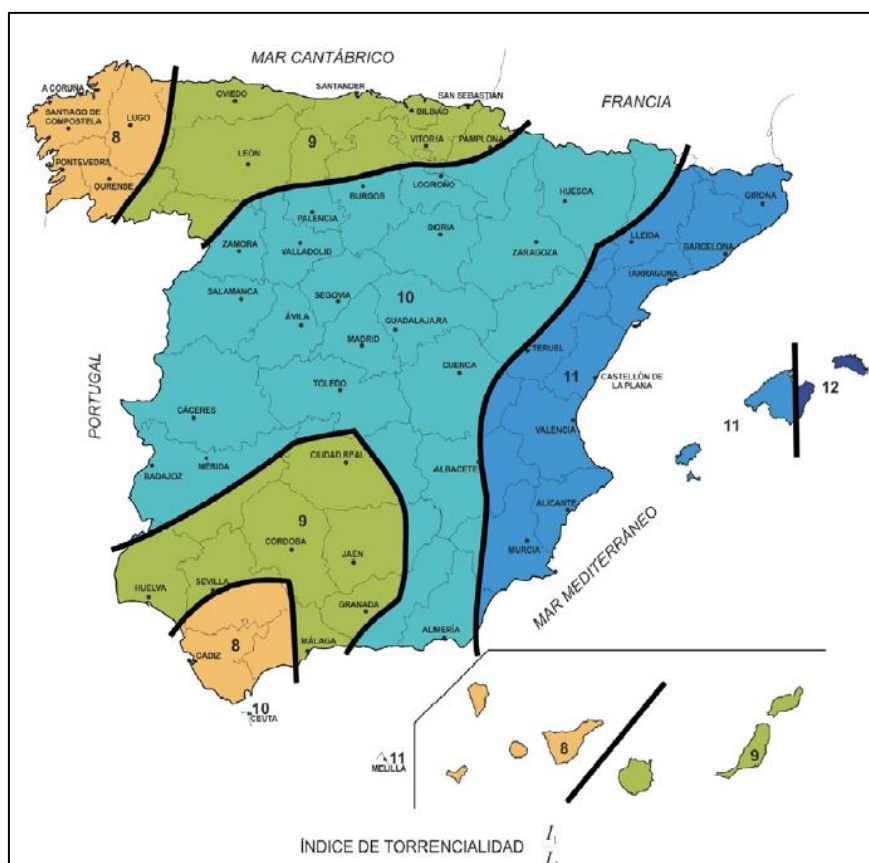 MAR CANTÁBRICO
A CORUÑA
SANTIAGO DE
COMPOSTELA
LUGO
8
PONTEVEDRA
OURENSE
OVIEDO
SANTANDER
SAN SEBASTIÁN
BILBAO
FRANCIA
9
VITORIA
PAMPLONA
LEÓN
LOGROÑO
BURGOS
HUESCA
GIRONA
PALENCIA
ZAMORA
VALLADOLID
SORIA
ZARAGOZA
LLEIDA
BARCELONA
TARRAGONA
SALAMANCA
SEGOVIA
10
ÁVILA
GUADALAJARA
MADRID
TERUEL
CUENCA
11
CASTELLÓN DE
LA PLANA
12
PORTUGAL
TOLEDO
CÁCERES
VALENCIA
11
BADAJOZ
MÉRIDA
CIUDAD REAL
ALBACETE
ALICANTE
9
CÓRDOBA
JAÉN
MURCIA
MAR MEDITERRÁNEO
HUELVA
SEVILLA
GRANADA
8
CÁDIZ
MÁLAGA
ALMERÍA
10
CEUTA
11
MELILLA
8
9
ÍNDICE DE TORRENCIALIDAD I₁